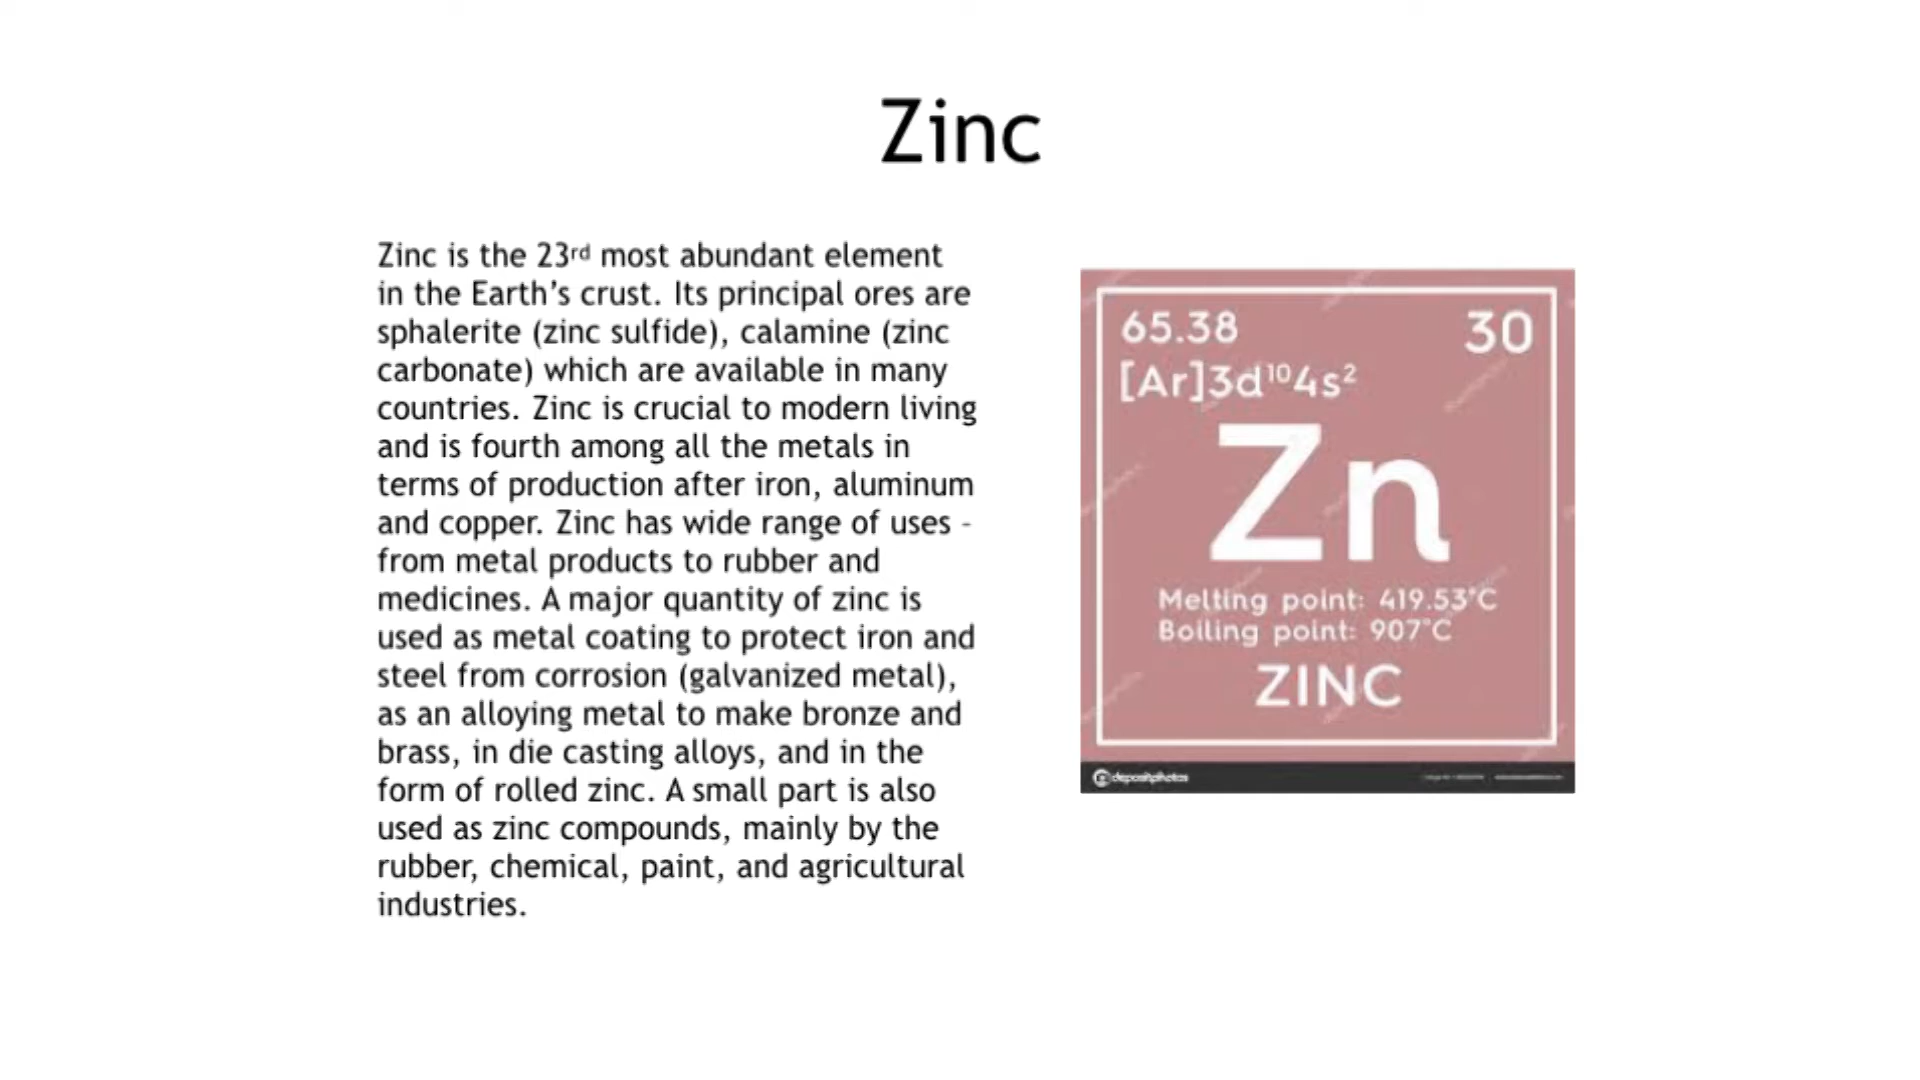 Zinc
Zinc is the 23rd most abundant element
in the Earth’s crust. Its principal ores are
sphalerite (zinc sulfide), calamine (zinc
carbonate) which are available in many
countries. Zinc is crucial to modern living
and is fourth among all the metals in
terms of production after iron, aluminum
and copper. Zinc has wide range of uses -
from metal products to rubber and
medicines. A major quantity of zinc is
used as metal coating to protect iron and
steel from corrosion (galvanized metal),
as an alloying metal to make bronze and
brass, in die casting alloys, and in the
form of rolled zinc. A small part is also
used as zinc compounds, mainly by the
rubber, chemical, paint, and agricultural
industries.
65.38 30
[Ar]3d¹⁰4s²
Zn
Melting point: 419.53°C
Boiling point: 907°C
ZINC
depositphotos